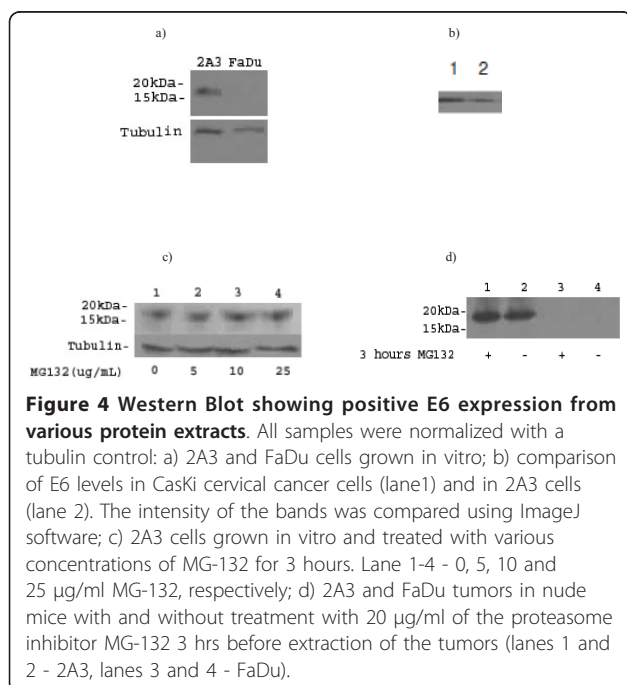 a)
b)
2A3 FaDu
20kDa-
15kDa-
Tubulin
1 2
c)
d)
1 2 3 4
20kDa-
15kDa-
Tubulin-
MG132(ug/mL) 0 5 10 25
1 2 3 4
20kDa-
15kDa-
3 hours MG132 + - + -
Figure 4 Western Blot showing positive E6 expression from
various protein extracts. All samples were normalized with a
tubulin control: a) 2A3 and FaDu cells grown in vitro; b) comparison
of E6 levels in CasKi cervical cancer cells (lane1) and in 2A3 cells
(lane 2). The intensity of the bands was compared using ImageJ
software; c) 2A3 cells grown in vitro and treated with various
concentrations of MG-132 for 3 hours. Lane 1-4 - 0, 5, 10 and
25 μg/ml MG-132, respectively; d) 2A3 and FaDu tumors in nude
mice with and without treatment with 20 μg/ml of the proteasome
inhibitor MG-132 3 hrs before extraction of the tumors (lanes 1 and
2 - 2A3, lanes 3 and 4 - FaDu).